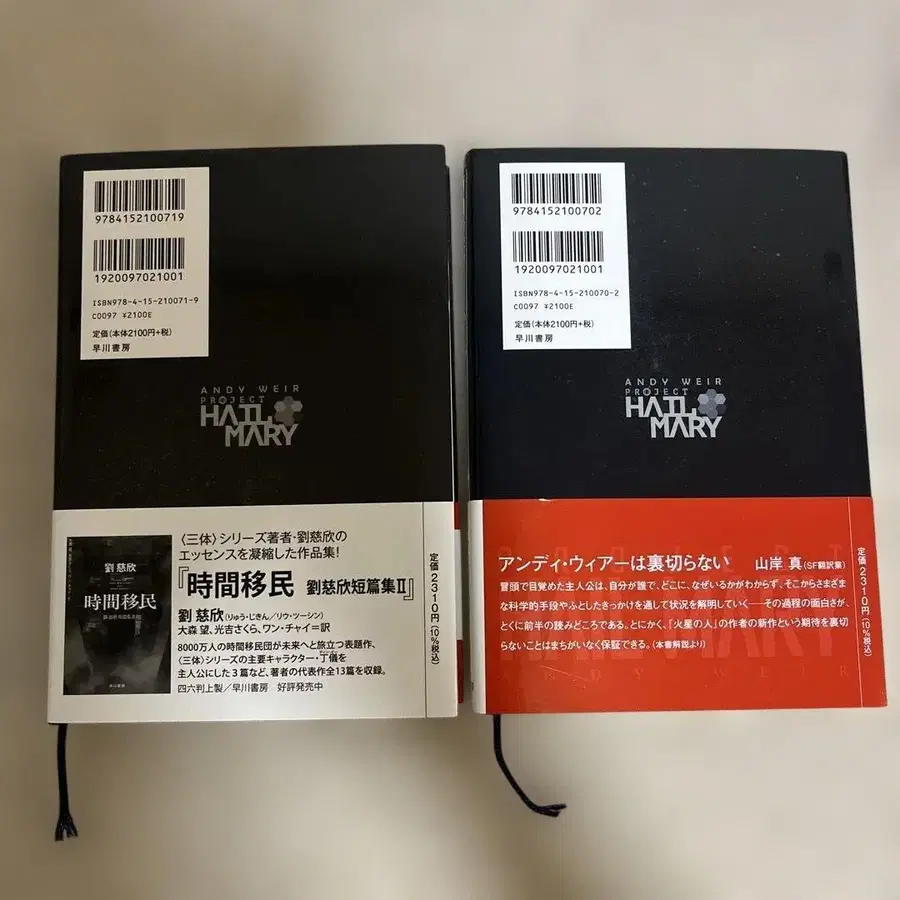 9784152100719
1920097021001
ISBN978-4-15-210071-9
C0097 ¥2100E
定価(本体2100円+税)
早川書房
ANDY WEIR
PROJECT
HAIL
MARY
〈三体〉シリーズ著者・劉慈欣の
エッセンスを凝縮した作品集!
『時間移民 劉慈欣短篇集Ⅱ』
劉 慈欣(りゅう・じきん/リウ・ツーシン)
大森 望、光吉さくら、ワン・チャイ=訳
8000万人の時間移民団が未来へと旅立つ表題作、
〈三体〉シリーズの主要キャラクター・丁儀を
主人公にした3篇など、著者の代表作全13篇を収録。
四六判上製/早川書房 好評発売中
劉慈欣
時間移民
早川書房
定価2310円(10%税込)
9784152100702
1920097021001
ISBN978-4-15-210070-2
C0097 ¥2100E
定価(本体2100円+税)
早川書房
ANDY WEIR
PROJECT
HAIL
MARY
アンディ・ウィアーは裏切らない 山岸 真(SF翻訳業)
冒頭で目覚めた主人公は、自分が誰で、どこに、なぜいるかがわからず、そこからさまざま
な科学的手段やふとしたきっかけを通して状況を解明していく——その過程の面白さが、
とくに前半の読みどころである。とにかく、『火星の人』の作者の新作という期待を裏切
らないことはまちがいなく保証できる。(本書解説より)
ANDY WEIR
定価2310円(10%税込)